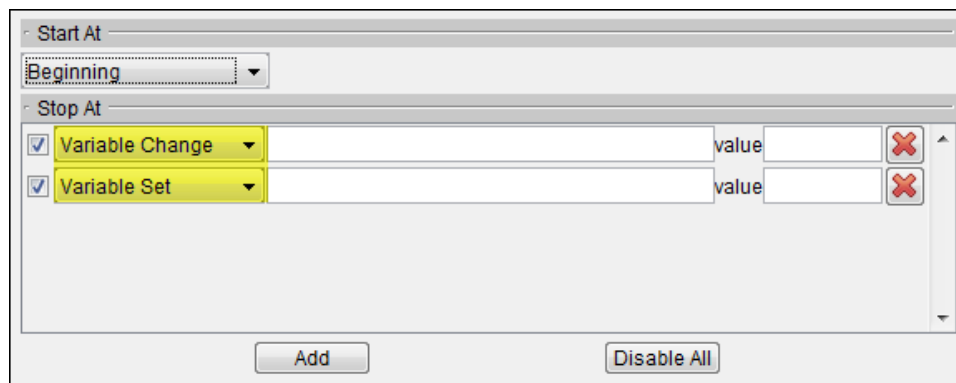 Start At
Beginning
Stop At
Variable Change value
Variable Set value
Add Disable All